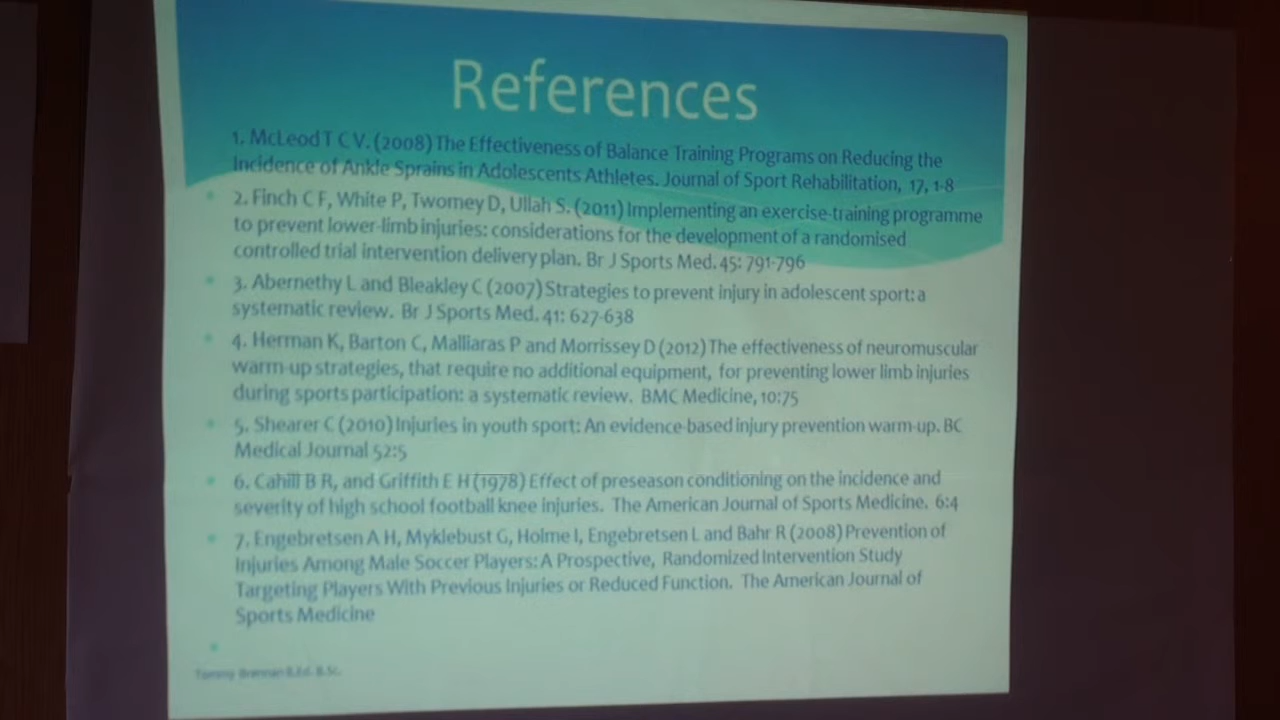 References
1. McLeod T C V. (2008) The Effectiveness of Balance Training Programs on Reducing the
Incidence of Ankle Sprains in Adolescents Athletes. Journal of Sport Rehabilitation, 17, 1-8
2. Finch C F, White P, Twomey D, Ullah S. (2011) Implementing an exercise-training programme
to prevent lower-limb injuries: considerations for the development of a randomised
controlled trial intervention delivery plan. Br J Sports Med. 45: 791-796
3. Abernethy L and Bleakley C (2007) Strategies to prevent injury in adolescent sport: a
systematic review. Br J Sports Med. 41: 627-638
4. Herman K, Barton C, Malliaras P and Morrissey D (2012) The effectiveness of neuromuscular
warm-up strategies, that require no additional equipment, for preventing lower limb injuries
during sports participation: a systematic review. BMC Medicine, 10:75
5. Shearer C (2010) Injuries in youth sport: An evidence-based injury prevention warm-up. BC
Medical Journal 52:5
6. Cahill B R, and Griffith E H (1978) Effect of preseason conditioning on the incidence and
severity of high school football knee injuries. The American Journal of Sports Medicine. 6:4
7. Engebretsen A H, Myklebust G, Holme I, Engebretsen L and Bahr R (2008) Prevention of
Injuries Among Male Soccer Players: A Prospective, Randomized Intervention Study
Targeting Players With Previous Injuries or Reduced Function. The American Journal of
Sports Medicine
Tommy Brennan B.Ed. B.Sc.